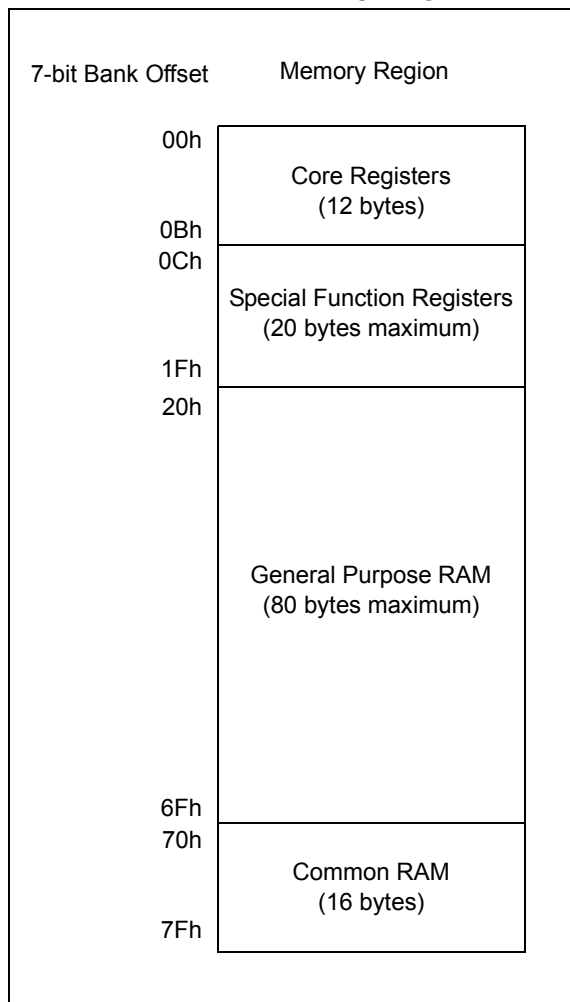 7-bit Bank Offset Memory Region
00h
Core Registers
(12 bytes)
0Bh
0Ch
Special Function Registers
(20 bytes maximum)
1Fh
20h
General Purpose RAM
(80 bytes maximum)
6Fh
70h
Common RAM
(16 bytes)
7Fh